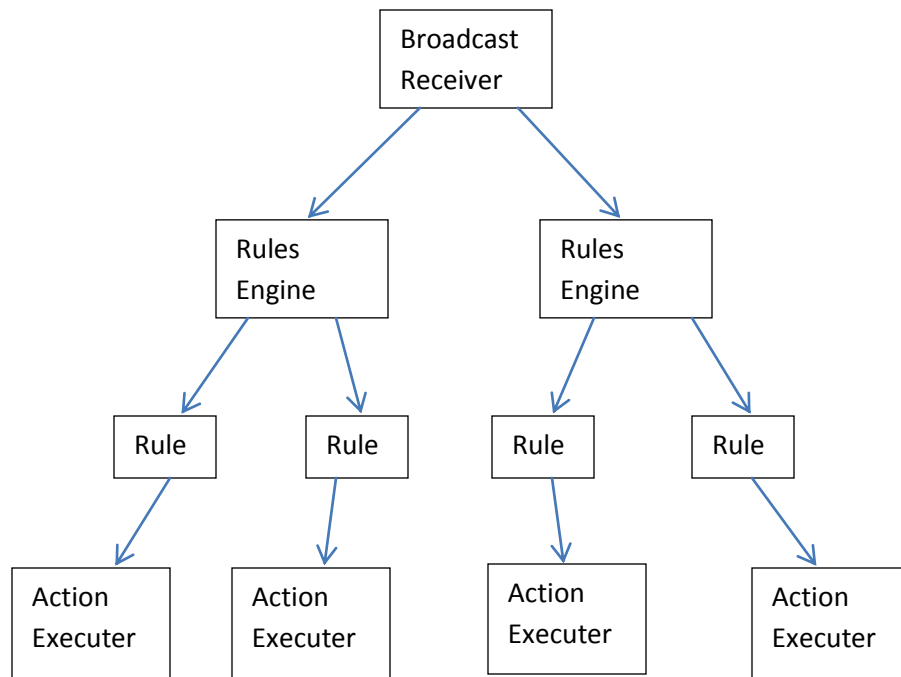 Broadcast
Receiver
Rules
Engine
Rules
Engine
Rule
Rule
Rule
Rule
Action
Executer
Action
Executer
Action
Executer
Action
Executer